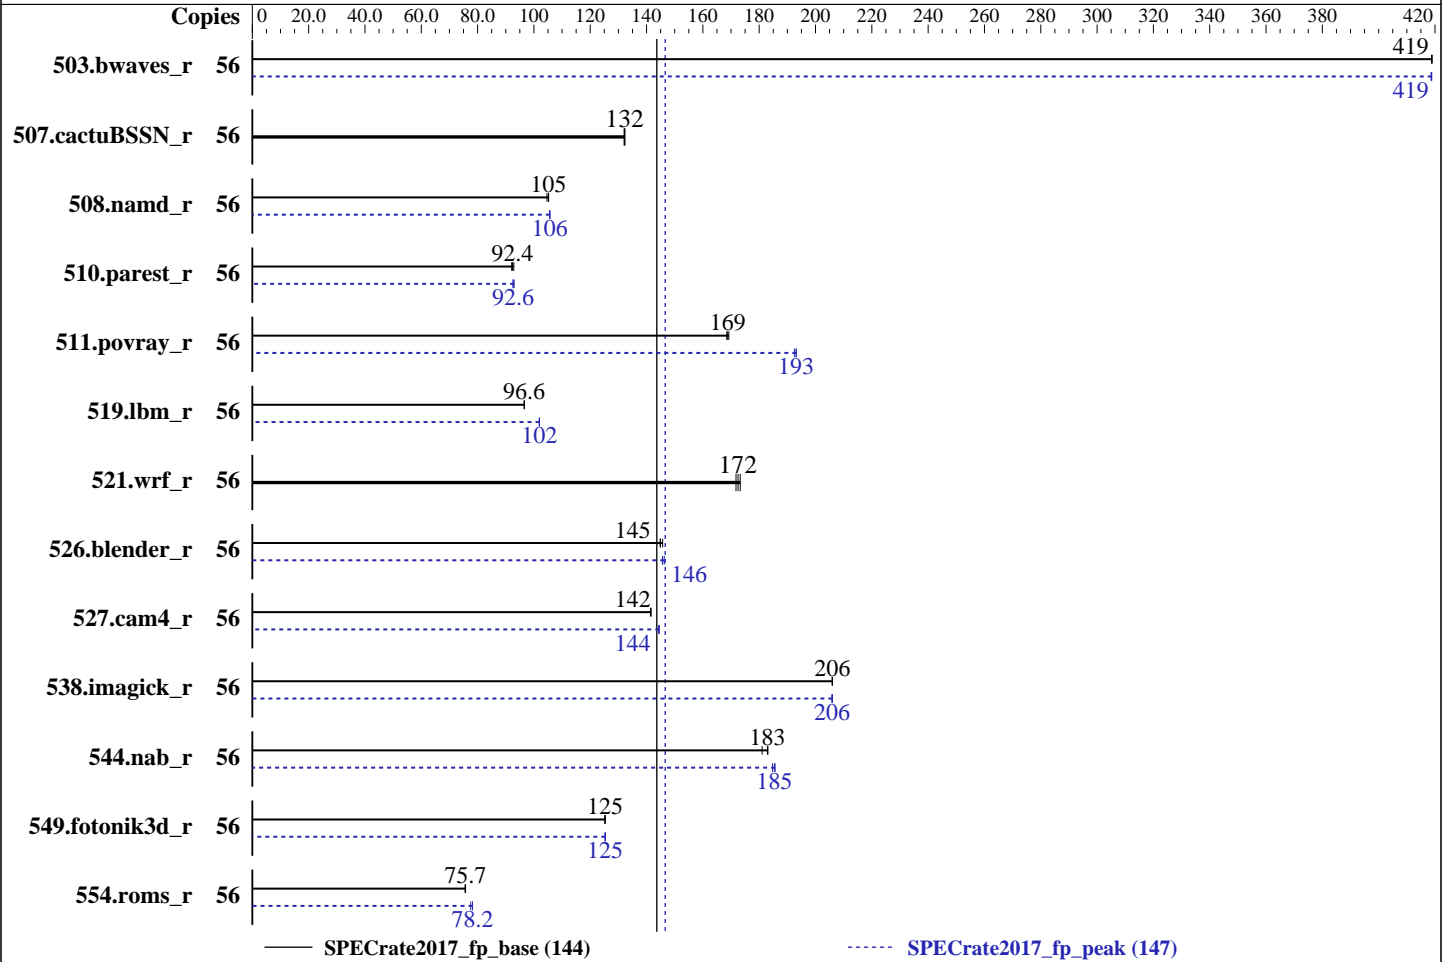 Copies 0 20.0 40.0 60.0 80.0 100 120 140 160 180 200 220 240 260 280 300 320 340 360 380 420
419
503.bwaves_r 56
419
132
507.cactuBSSN_r 56
105
508.namd_r 56
106
92.4
510.parest_r 56
92.6
169
511.povray_r 56
193
96.6
519.lbm_r 56
102
172
521.wrf_r 56
145
526.blender_r 56
146
142
527.cam4_r 56
144
206
538.imagick_r 56
206
183
544.nab_r 56
185
125
549.fotonik3d_r 56
125
75.7
554.roms_r 56
78.2
SPECrate2017_fp_base (144) SPECrate2017_fp_peak (147)